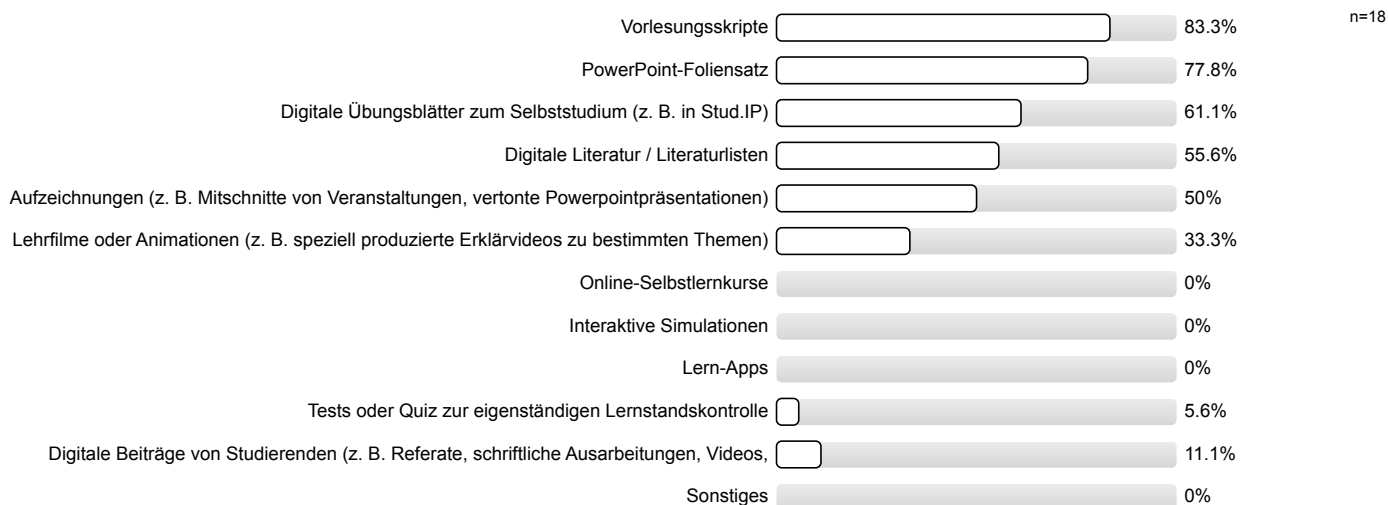 Vorlesungsskripte 83.3% n=18
PowerPoint-Foliensatz 77.8%
Digitale Übungsblätter zum Selbststudium (z. B. in Stud.IP) 61.1%
Digitale Literatur / Literaturlisten 55.6%
Aufzeichnungen (z. B. Mitschnitte von Veranstaltungen, vertonte Powerpointpräsentationen) 50%
Lehrfilme oder Animationen (z. B. speziell produzierte Erklärvideos zu bestimmten Themen) 33.3%
Online-Selbstlernkurse 0%
Interaktive Simulationen 0%
Lern-Apps 0%
Tests oder Quiz zur eigenständigen Lernstandskontrolle 5.6%
Digitale Beiträge von Studierenden (z. B. Referate, schriftliche Ausarbeitungen, Videos, 11.1%
Sonstiges 0%